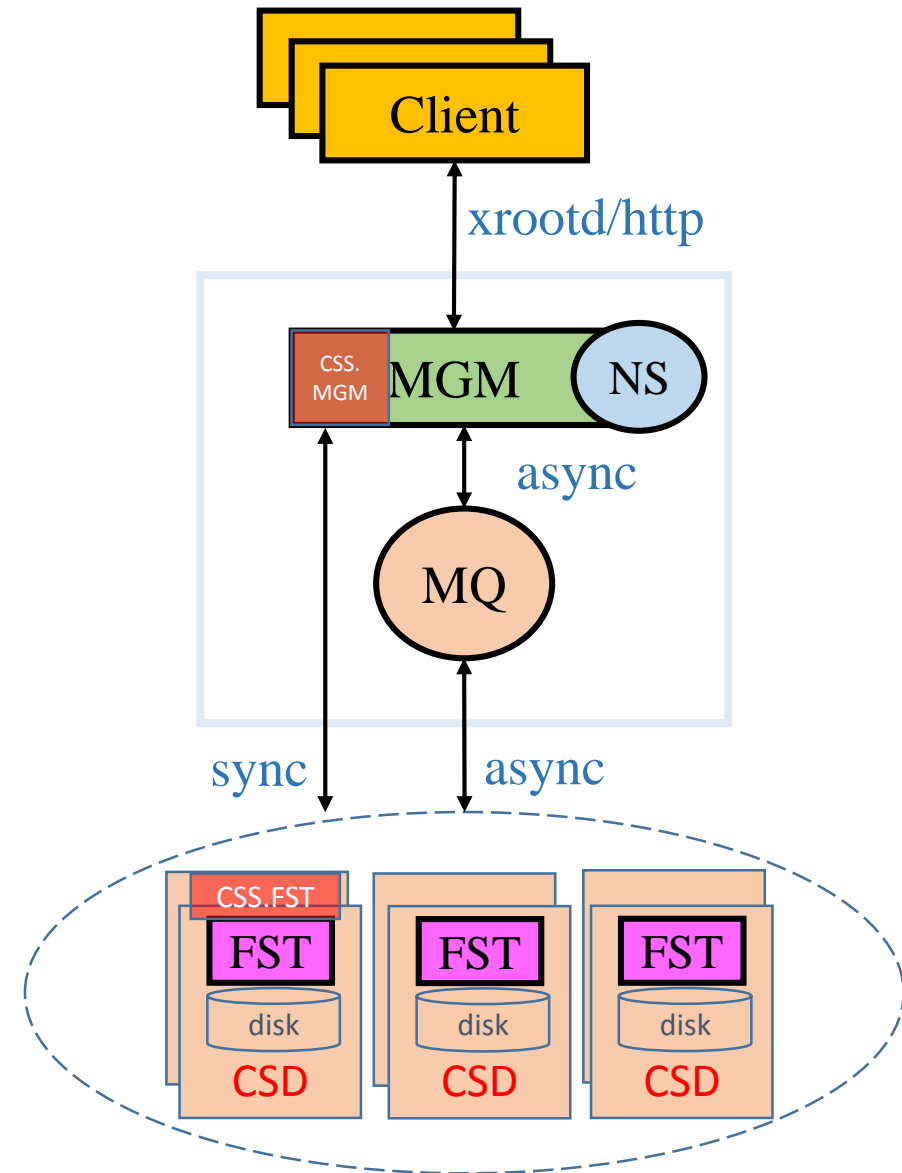 Client
xrootd/http
CSS.
MGM
MGM
NS
async
MQ
sync
async
CSS.FST
FST
FST
FST
disk
disk
disk
CSD
CSD
CSD